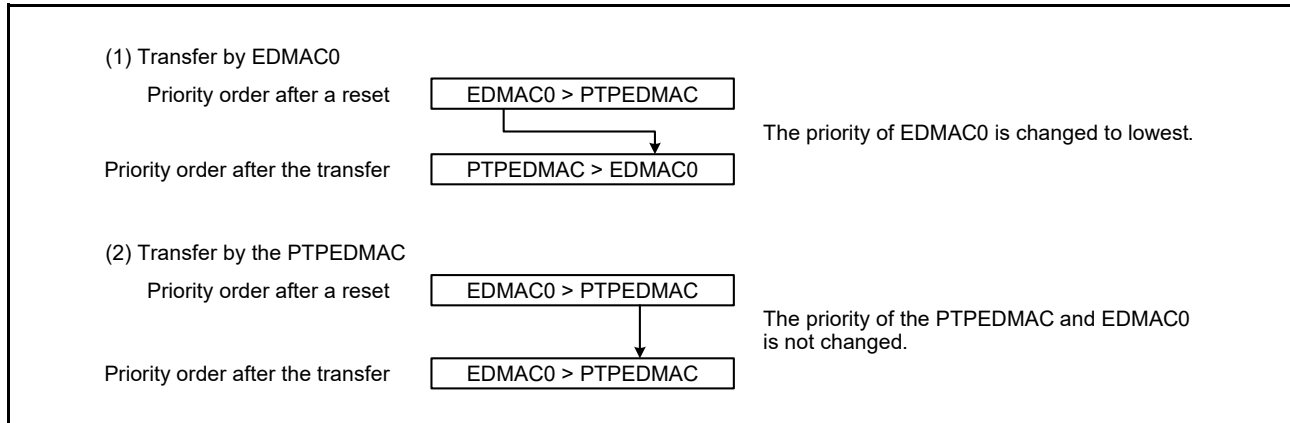 (1) Transfer by EDMAC0
Priority order after a reset
EDMAC0 > PTPEDMAC
The priority of EDMAC0 is changed to lowest.
Priority order after the transfer
PTPEDMAC > EDMAC0
(2) Transfer by the PTPEDMAC
Priority order after a reset
EDMAC0 > PTPEDMAC
The priority of the PTPEDMAC and EDMAC0
is not changed.
Priority order after the transfer
EDMAC0 > PTPEDMAC